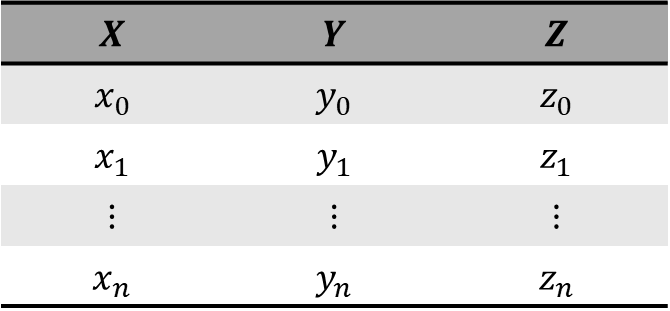 X Y Z
x₀ y₀ z₀
x₁ y₁ z₁
⋮ ⋮ ⋮
xₙ yₙ zₙ